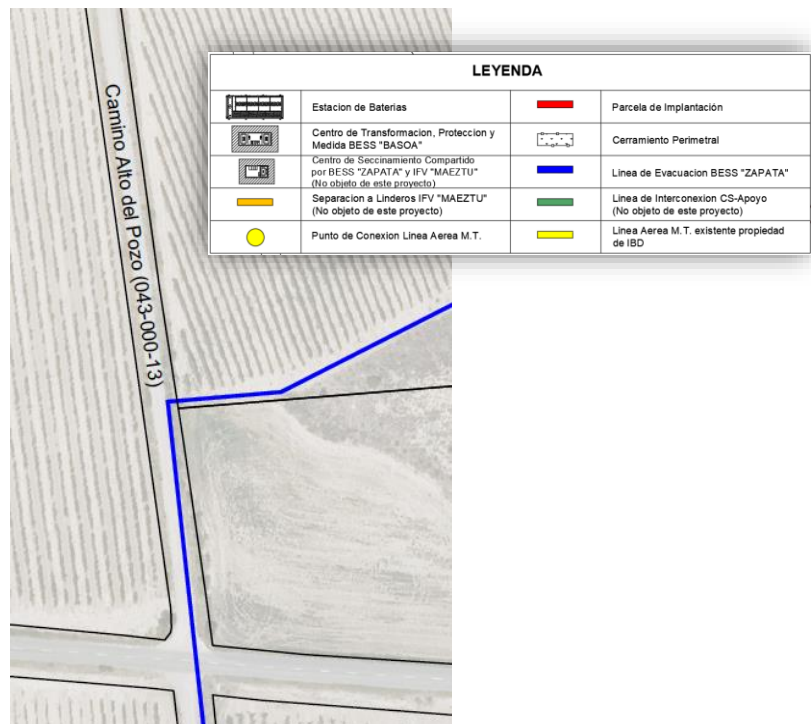 LEYENDA
Estacion de Baterias
Parcela de Implantación
Centro de Transformacion, Proteccion y
Medida BESS "BASOA"
Cerramiento Perimetral
Centro de Seccinamiento Compartido
por BESS "ZAPATA" y IFV "MAEZTU"
(No objeto de este proyecto)
Linea de Evacuacion BESS "ZAPATA"
Separacion a Linderos IFV "MAEZTU"
(No objeto de este proyecto)
Linea de Interconexion CS-Apoyo
(No objeto de este proyecto)
Punto de Conexion Linea Aerea M.T.
Linea Aerea M.T. existente propiedad
de IBD
Camino Alto del Pozo (043-000-13)